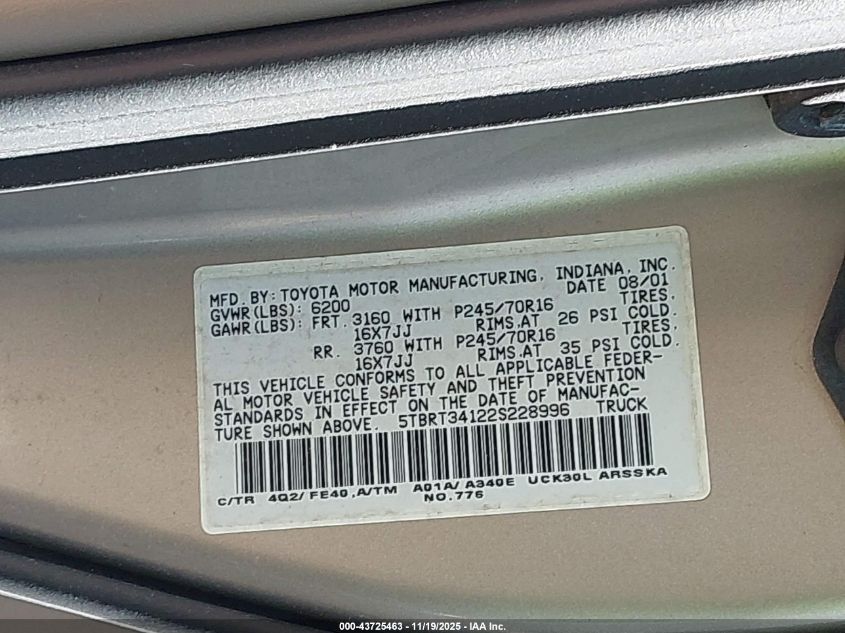 MFD. BY: TOYOTA MOTOR MANUFACTURING, INDIANA, INC.
GVWR(LBS): 6200 DATE 08/01
GAWR(LBS): FRT. 3160 WITH P245/70R16 TIRES,
16X7JJ RIMS,AT 26 PSI COLD.
RR. 3760 WITH P245/70R16 TIRES,
16X7JJ RIMS,AT 35 PSI COLD.
THIS VEHICLE CONFORMS TO ALL APPLICABLE FEDER-
AL MOTOR VEHICLE SAFETY AND THEFT PREVENTION
STANDARDS IN EFFECT ON THE DATE OF MANUFAC-
TURE SHOWN ABOVE. 5TBRT34122S228996 TRUCK
C/TR 4Q2/ FE40 ,A/TM A01A/ A340E UCK30L ARSSKA
NO.776
000-43725463 - 11/19/2025 - IAA Inc.